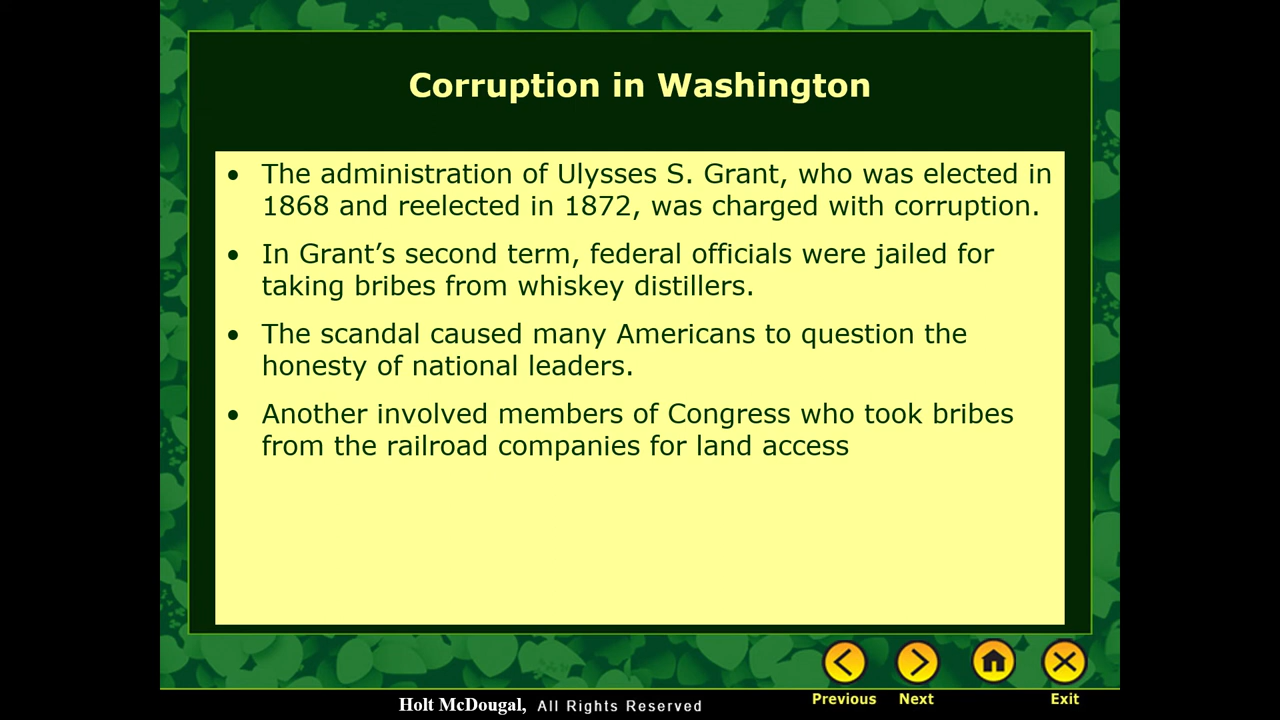 Corruption in Washington
• The administration of Ulysses S. Grant, who was elected in
1868 and reelected in 1872, was charged with corruption.
• In Grant’s second term, federal officials were jailed for
taking bribes from whiskey distillers.
• The scandal caused many Americans to question the
honesty of national leaders.
• Another involved members of Congress who took bribes
from the railroad companies for land access
Previous Next Exit
Holt McDougal, All Rights Reserved